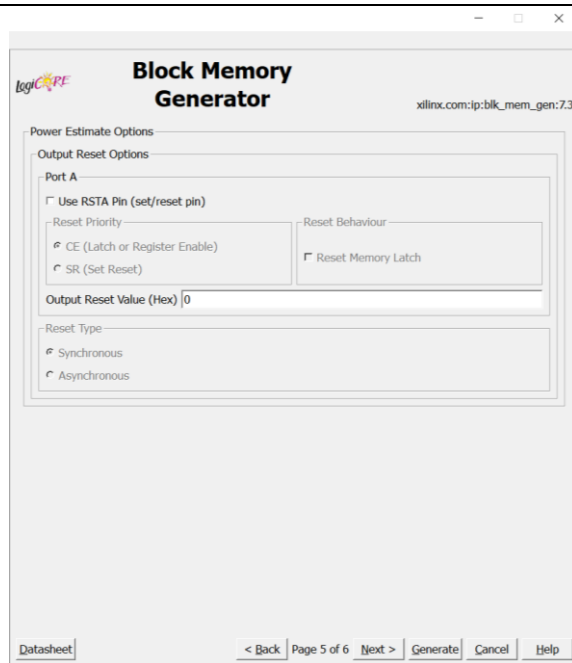 LogiCORE
Block Memory
Generator
xilinx.com:ip:blk_mem_gen:7.3
Power Estimate Options
Output Reset Options
Port A
Use RSTA Pin (set/reset pin)
Reset Priority
CE (Latch or Register Enable)
SR (Set Reset)
Reset Behaviour
Reset Memory Latch
Output Reset Value (Hex) 0
Reset Type
Synchronous
Asynchronous
Datasheet < Back Page 5 of 6 Next > Generate Cancel Help